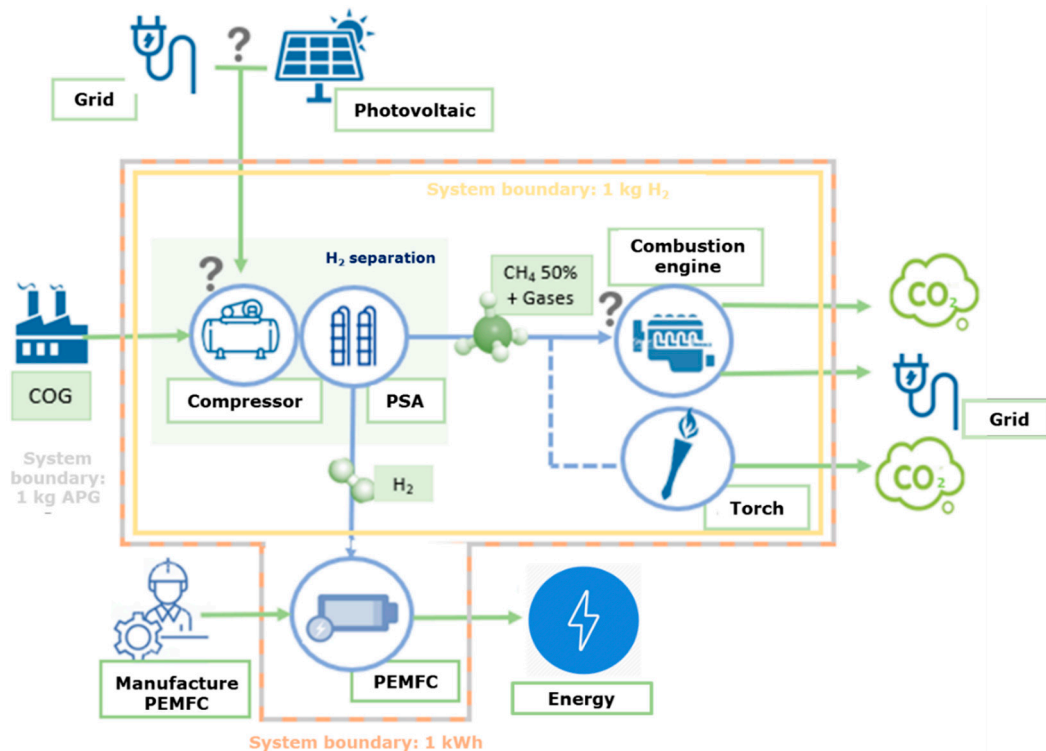 ?
Grid
Photovoltaic
System boundary: 1 kg H₂
Combustion
engine
H₂ separation
CH₄ 50%
+ Gases
?
?
CO₂
COG
Compressor
PSA
Grid
System
boundary:
1 kg APG
H₂
CO₂
Torch
Manufacture
PEMFC
PEMFC
Energy
System boundary: 1 kWh